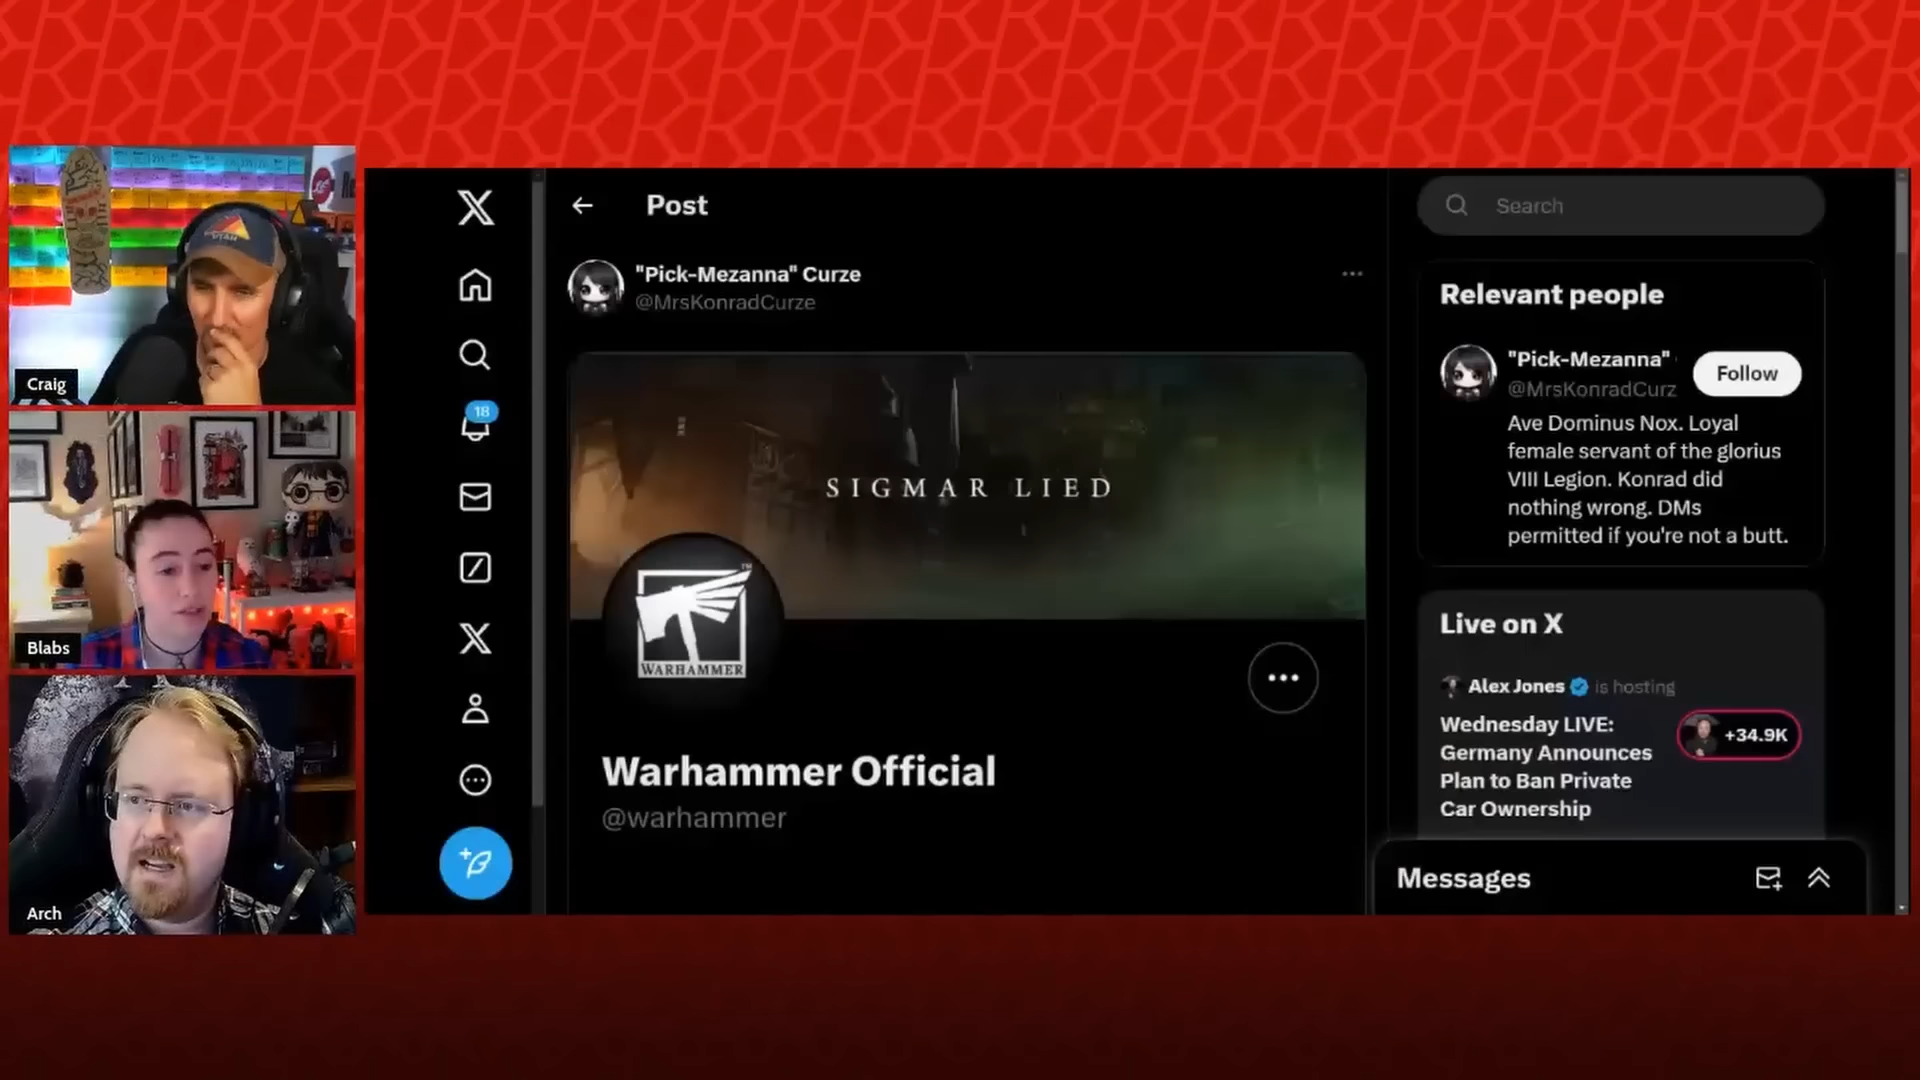 UTAH
Craig
Blabs
Arch
18
Post
"Pick-Mezanna" Curze
@MrsKonradCurze
SIGMAR LIED
WARHAMMER
TM
Warhammer Official
@warhammer
Search
Relevant people
"Pick-Mezanna"
@MrsKonradCurz
Follow
Ave Dominus Nox. Loyal
female servant of the glorius
VIII Legion. Konrad did
nothing wrong. DMs
permitted if you're not a butt.
Live on X
Alex Jones is hosting
Wednesday LIVE:
Germany Announces
Plan to Ban Private
Car Ownership
+34.9K
Messages